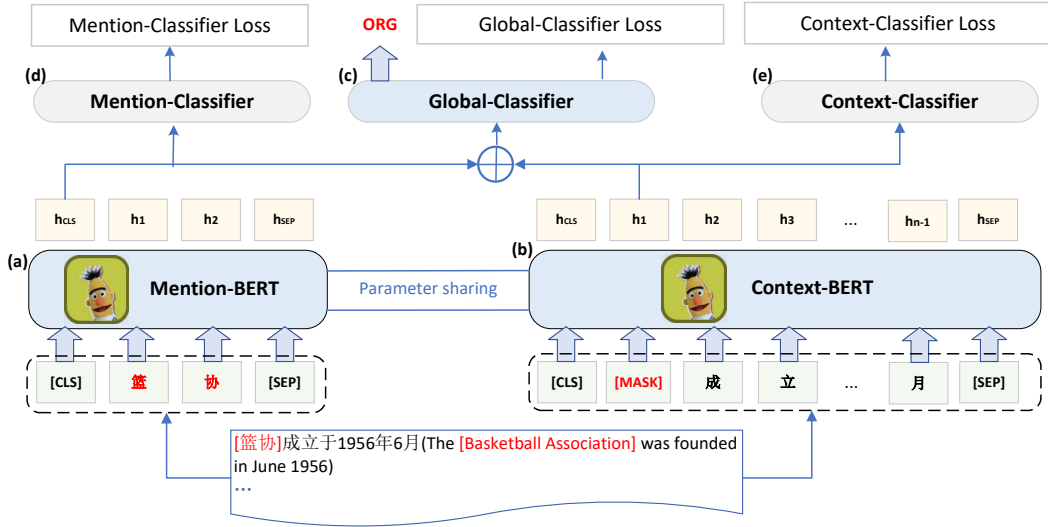 Mention-Classifier Loss
ORG
Global-Classifier Loss
Context-Classifier Loss
(d)
Mention-Classifier
(c)
Global-Classifier
(e)
Context-Classifier
hCLS h1 h2 hSEP
hCLS h1 h2 h3 ... hn-1 hSEP
(a)
Mention-BERT
Parameter sharing
(b)
Context-BERT
[CLS] 篮 协 [SEP]
[CLS] [MASK] 成 立 ... 月 [SEP]
[篮协]成立于1956年6月(The [Basketball Association] was founded
in June 1956)
...